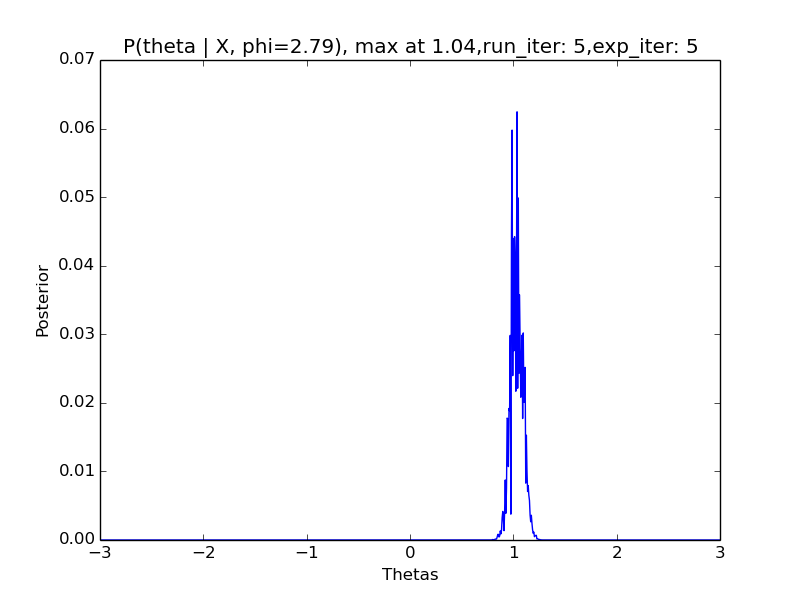 P(theta | X, phi=2.79), max at 1.04,run_iter: 5,exp_iter: 5
0.07
0.06
0.05
0.04
0.03
0.02
0.01
0.00
Posterior
−3 −2 −1 0 1 2 3
Thetas